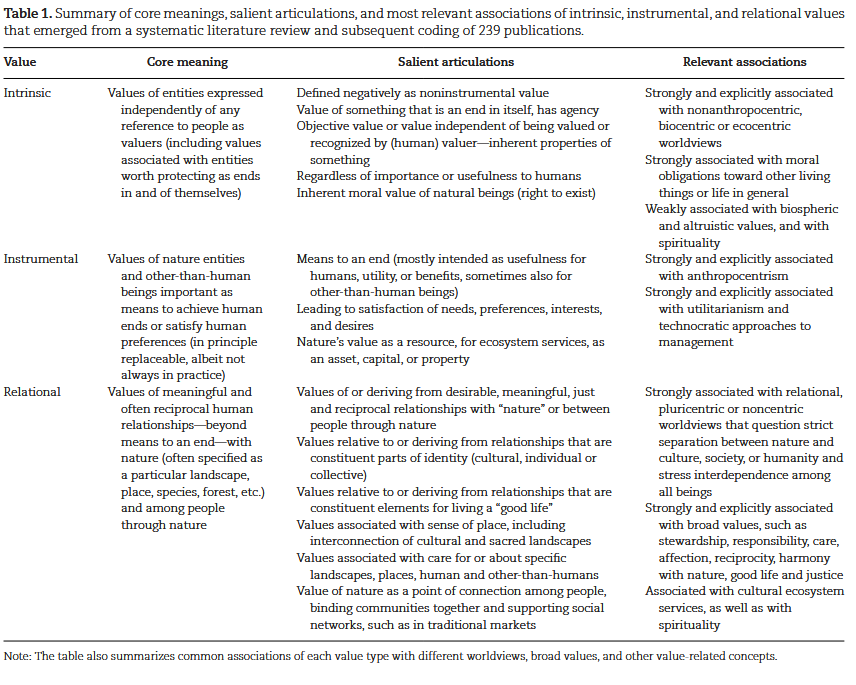 Table 1. Summary of core meanings, salient articulations, and most relevant associations of intrinsic, instrumental, and relational values
that emerged from a systematic literature review and subsequent coding of 239 publications.
Value
Core meaning
Salient articulations
Relevant associations
Intrinsic
Values of entities expressed
independently of any
reference to people as
valuers (including values
associated with entities
worth protecting as ends
in and of themselves)
Defined negatively as noninstrumental value
Value of something that is an end in itself, has agency
Objective value or value independent of being valued or
recognized by (human) valuer—inherent properties of
something
Regardless of importance or usefulness to humans
Inherent moral value of natural beings (right to exist)
Strongly and explicitly associated
with nonanthropocentric,
biocentric or ecocentric
worldviews
Strongly associated with moral
obligations toward other living
things or life in general
Weakly associated with biospheric
and altruistic values, and with
spirituality
Instrumental
Values of nature entities
and other-than-human
beings important as
means to achieve human
ends or satisfy human
preferences (in principle
replaceable, albeit not
always in practice)
Means to an end (mostly intended as usefulness for
humans, utility, or benefits, sometimes also for
other-than-human beings)
Leading to satisfaction of needs, preferences, interests,
and desires
Nature's value as a resource, for ecosystem services, as
an asset, capital, or property
Strongly and explicitly associated
with anthropocentrism
Strongly and explicitly associated
with utilitarianism and
technocratic approaches to
management
Relational
Values of meaningful and
often reciprocal human
relationships—beyond
means to an end—with
nature (often specified as
a particular landscape,
place, species, forest, etc.)
and among people
through nature
Values of or deriving from desirable, meaningful, just
and reciprocal relationships with “nature” or between
people through nature
Values relative to or deriving from relationships that are
constituent parts of identity (cultural, individual or
collective)
Values relative to or deriving from relationships that are
constituent elements for living a “good life”
Values associated with sense of place, including
interconnection of cultural and sacred landscapes
Values associated with care for or about specific
landscapes, places, human and other-than-humans
Value of nature as a point of connection among people,
binding communities together and supporting social
networks, such as in traditional markets
Strongly associated with relational,
pluricentric or noncentric
worldviews that question strict
separation between nature and
culture, society, or humanity and
stress interdependence among
all beings
Strongly and explicitly associated
with broad values, such as
stewardship, responsibility, care,
affection, reciprocity, harmony
with nature, good life and justice
Associated with cultural ecosystem
services, as well as with
spirituality
Note: The table also summarizes common associations of each value type with different worldviews, broad values, and other value-related concepts.